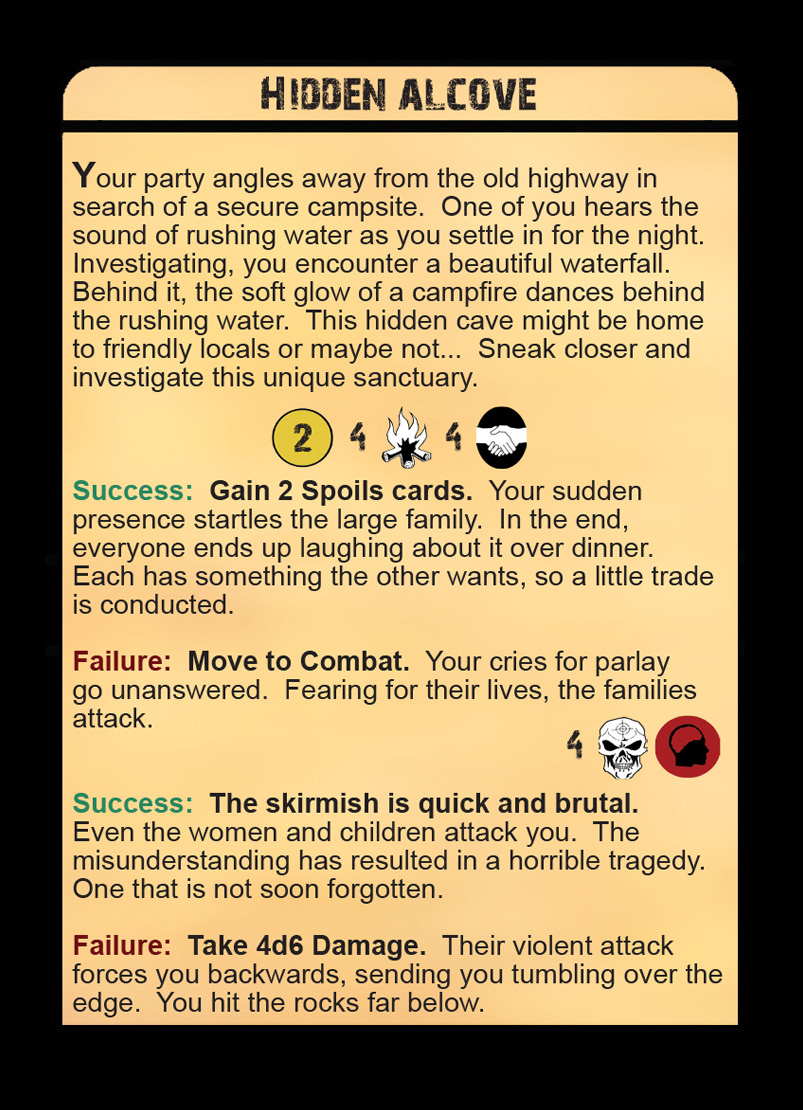 HIDDEN ALCOVE
Your party angles away from the old highway in
search of a secure campsite.  One of you hears the
sound of rushing water as you settle in for the night.
Investigating, you encounter a beautiful waterfall.
Behind it, the soft glow of a campfire dances behind
the rushing water.  This hidden cave might be home
to friendly locals or maybe not...  Sneak closer and
investigate this unique sanctuary.
2 4 4
Success:  Gain 2 Spoils cards.  Your sudden
presence startles the large family.  In the end,
everyone ends up laughing about it over dinner.
Each has something the other wants, so a little trade
is conducted.
Failure:  Move to Combat.  Your cries for parlay
go unanswered.  Fearing for their lives, the families
attack.
4
Success:  The skirmish is quick and brutal.
Even the women and children attack you.  The
misunderstanding has resulted in a horrible tragedy.
One that is not soon forgotten.
Failure:  Take 4d6 Damage.  Their violent attack
forces you backwards, sending you tumbling over the
edge.  You hit the rocks far below.